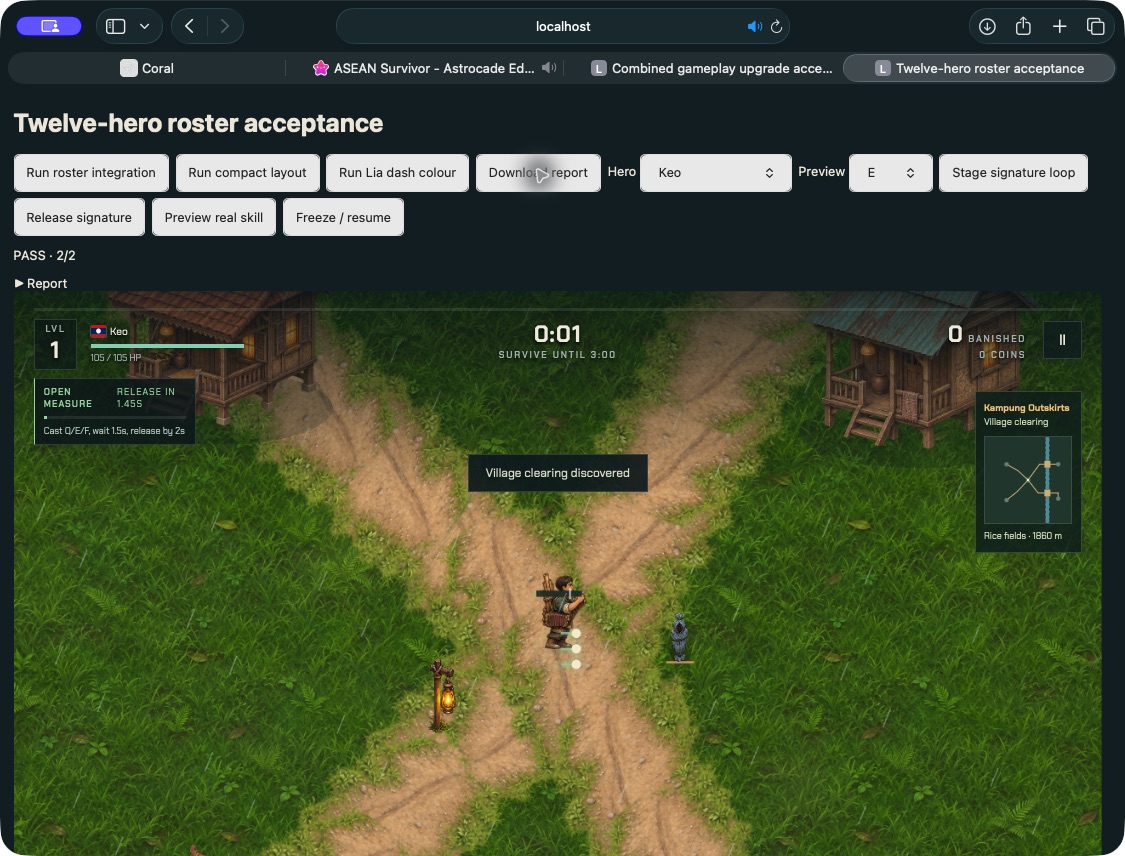 localhost
Coral
ASEAN Survivor - Astrocade Ed...
L Combined gameplay upgrade acce...
L Twelve-hero roster acceptance
Twelve-hero roster acceptance
Run roster integration
Run compact layout
Run Lia dash colour
Download report
Hero
Keo
Preview
E
Stage signature loop
Release signature
Preview real skill
Freeze / resume
PASS · 2/2
Report
LVL
1
Keo
105 / 105 HP
0:01
SURVIVE UNTIL 3:00
0 BANISHED
0 COINS
OPEN MEASURE
RELEASE IN 1.45S
Cast Q/E/F, wait 1.5s, release by 2s
Kampung Outskirts
Village clearing
Rice fields · 1860 m
Village clearing discovered